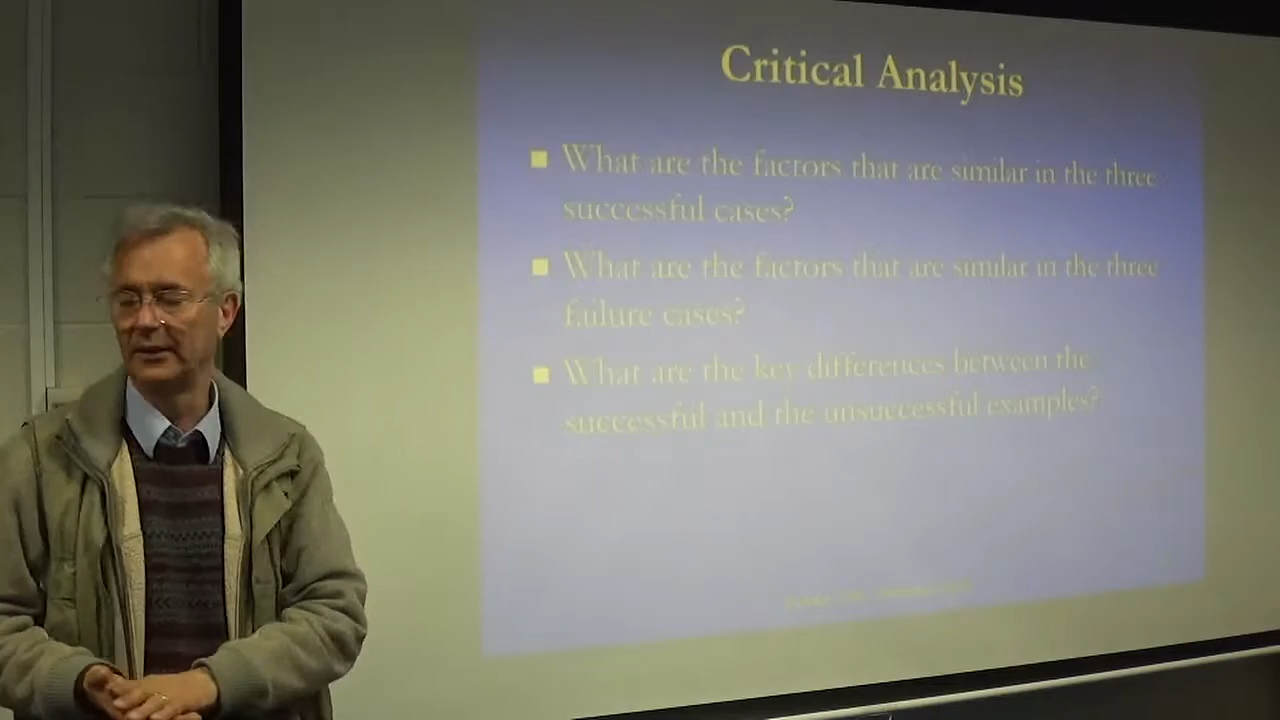 Critical Analysis
What are the factors that are similar in the three
successful cases?
What are the factors that are similar in the three
failure cases?
What are the key differences between the
successful and the unsuccessful examples?